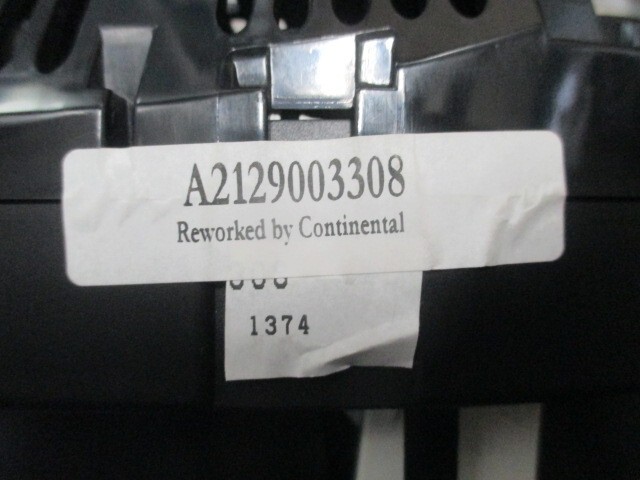 A2129003308
Reworked by Continental
1374